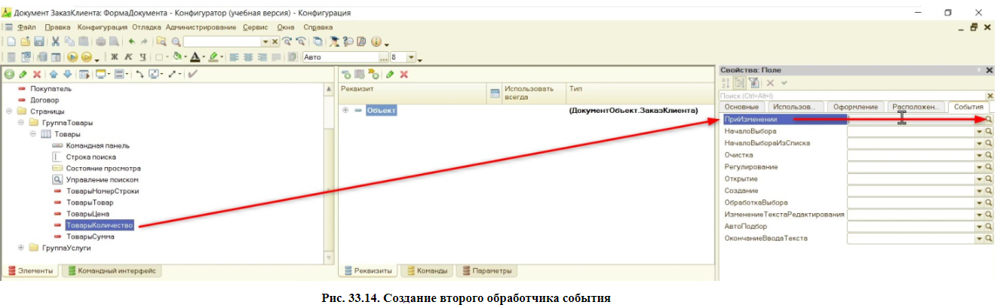 Документ ЗаказКлиента: ФормаДокумента - Конфигуратор (учебная версия) - Конфигурация
Файл Правка Конфигурация Отладка Администрирование Сервис Окна Справка
Ж К Ч Авто ... 8
Покупатель
Договор
Страницы
ГруппаТовары
Товары
Командная панель
Строка поиска
Состояние просмотра
Управление поиском
ТоварыНомерСтроки
ТоварыТовар
ТоварыЦена
ТоварыКоличество
ТоварыСумма
ГруппаУслуги
Элементы Командный интерфейс
Реквизит Использовать всегда Тип
Объект (ДокументОбъект.ЗаказКлиента)
Реквизиты Команды Параметры
Свойства: Поле
Поиск (Ctrl+Alt+I)
Основные Использов... Оформление Расположен... События
ПриИзменении
НачалоВыбора
НачалоВыбораИзСписка
Очистка
Регулирование
Открытие
Создание
ОбработкаВыбора
ИзменениеТекстаРедактирования
АвтоПодбор
ОкончаниеВводаТекста
Рис. 33.14. Создание второго обработчика события